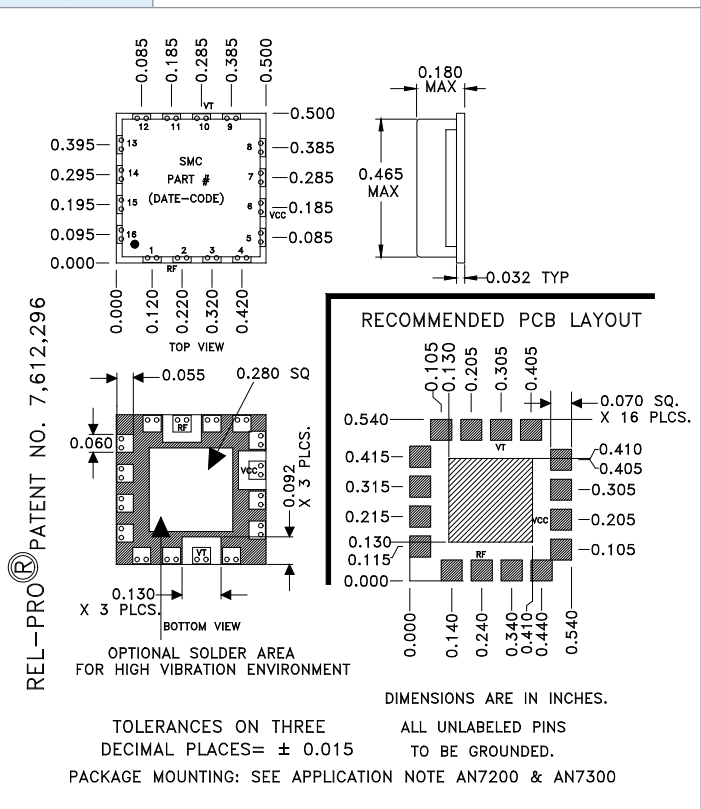 0.085
0.185
0.285
0.385
0.500
VT
12 11 10 9
0.500
0.395
13
8
0.385
SMC
PART #
(DATE-CODE)
0.295
14
7
0.285
0.195
15
6
VCC
0.185
0.095
16
5
0.085
1 2 3 4
0.000
RF
0.000
0.120
0.220
0.320
0.420
TOP VIEW
0.180
MAX
0.465
MAX
0.032 TYP
REL-PRO® PATENT NO. 7,612,296
0.055
0.280 SQ
RF
0.060
VCC
0.092
X 3 PLCS.
VT
0.130
X 3 PLCS.
BOTTOM VIEW
OPTIONAL SOLDER AREA
FOR HIGH VIBRATION ENVIRONMENT
RECOMMENDED PCB LAYOUT
0.105
0.130
0.205
0.305
0.405
0.070 SQ.
X 16 PLCS.
0.540
VT
0.410
0.405
0.415
0.315
0.305
0.215
VCC
0.205
0.130
RF
0.115
0.105
0.000
0.000
0.140
0.240
0.340
0.410
0.440
0.540
DIMENSIONS ARE IN INCHES.
TOLERANCES ON THREE
DECIMAL PLACES= ± 0.015
ALL UNLABELED PINS
TO BE GROUNDED.
PACKAGE MOUNTING: SEE APPLICATION NOTE AN7200 & AN7300